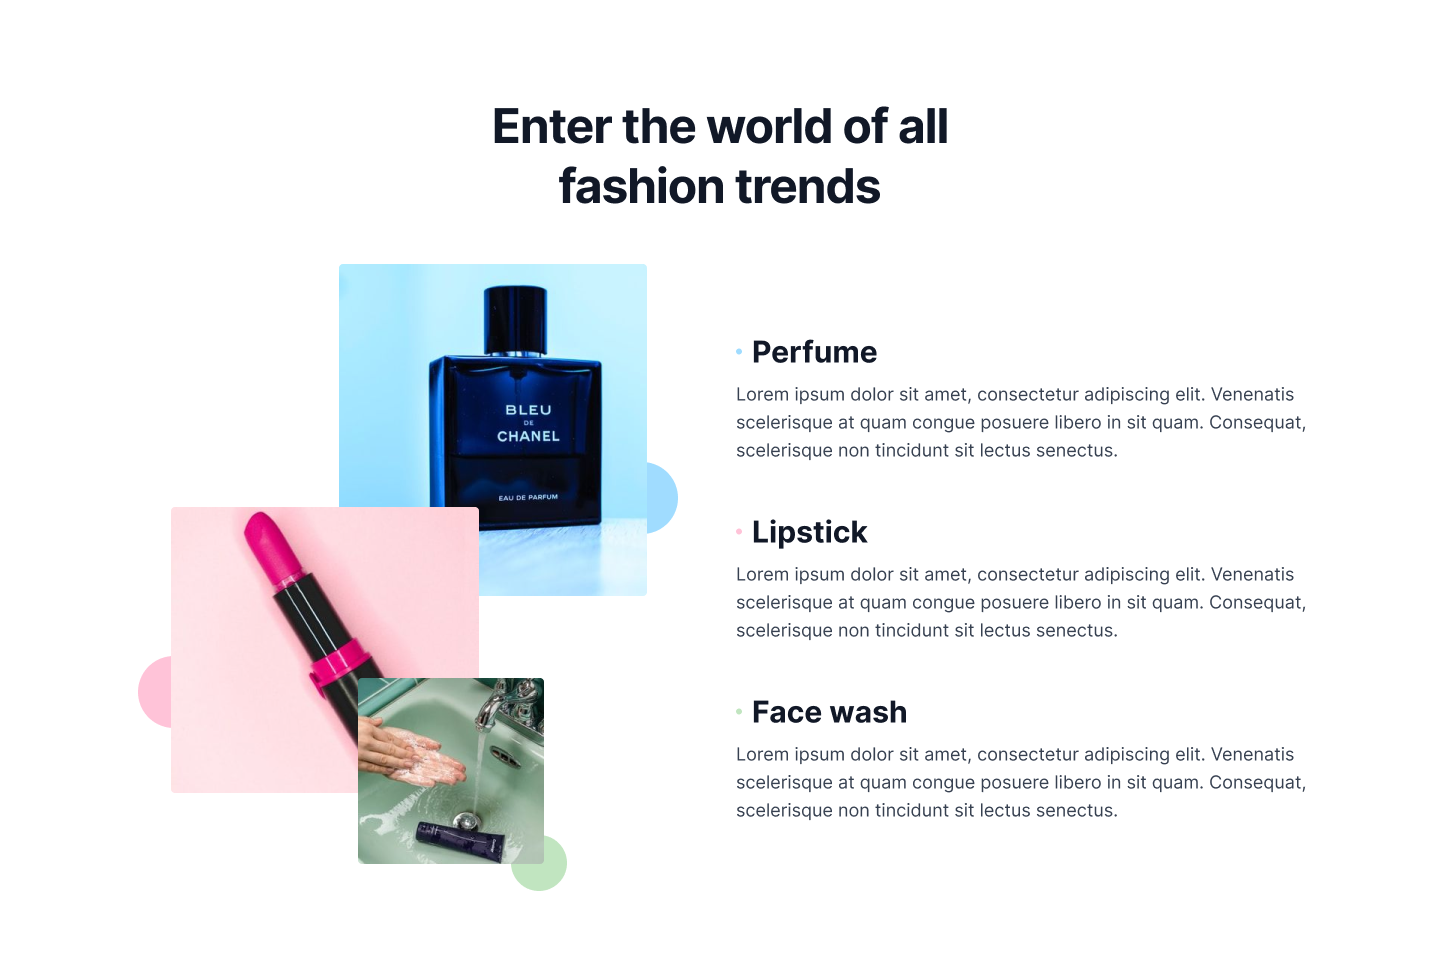 Enter the world of all
fashion trends
BLEU
DE
CHANEL
EAU DE PARFUM
Perfume
Lorem ipsum dolor sit amet, consectetur adipiscing elit. Venenatis
scelerisque at quam congue posuere libero in sit quam. Consequat,
scelerisque non tincidunt sit lectus senectus.
Lipstick
Lorem ipsum dolor sit amet, consectetur adipiscing elit. Venenatis
scelerisque at quam congue posuere libero in sit quam. Consequat,
scelerisque non tincidunt sit lectus senectus.
Face wash
Lorem ipsum dolor sit amet, consectetur adipiscing elit. Venenatis
scelerisque at quam congue posuere libero in sit quam. Consequat,
scelerisque non tincidunt sit lectus senectus.